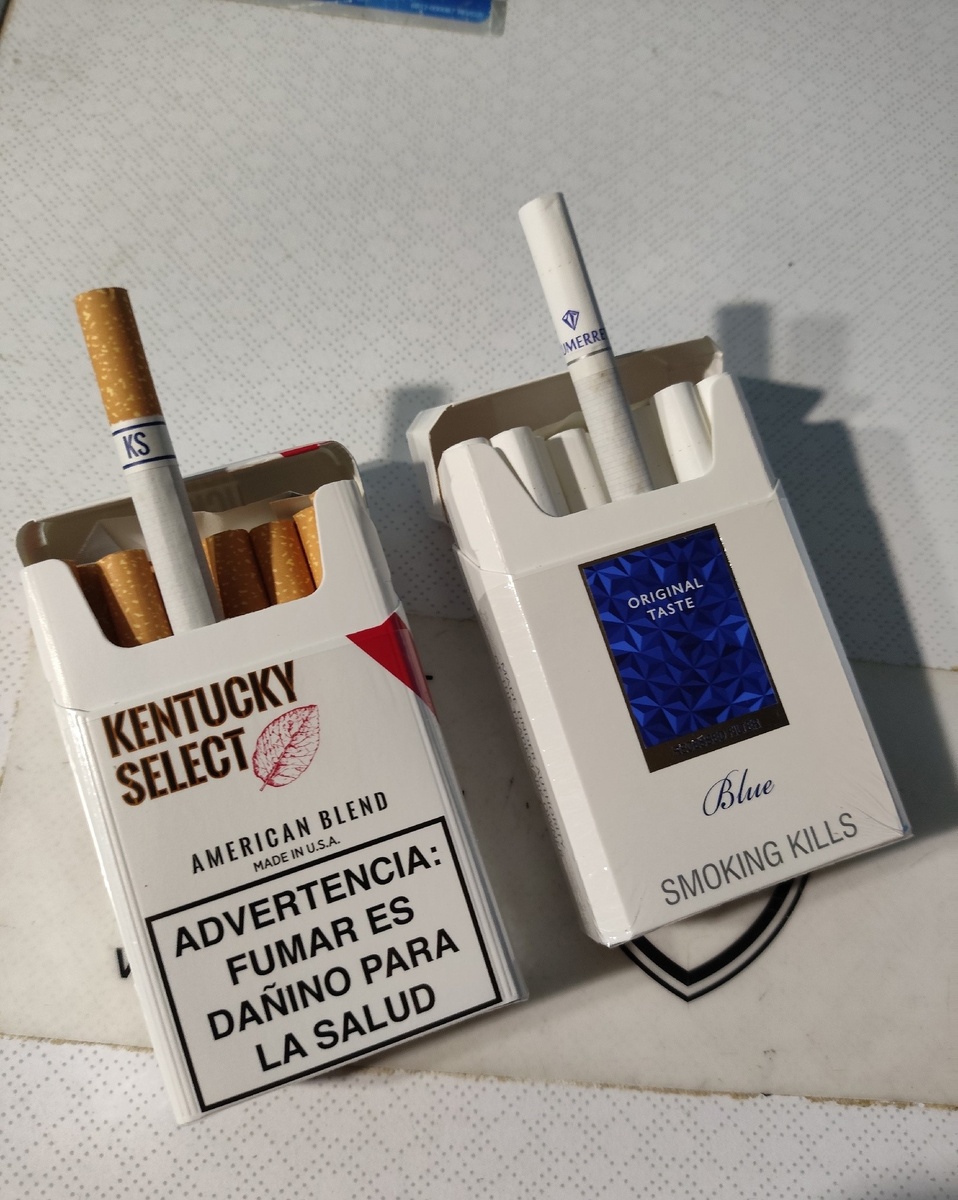 KS
KENTUCKY
SELECT
AMERICAN BLEND
MADE IN U.S.A.
ADVERTENCIA:
FUMAR ES
DAÑINO PARA
LA SALUD
ORIGINAL
TASTE
Blue
SMOKING KILLS